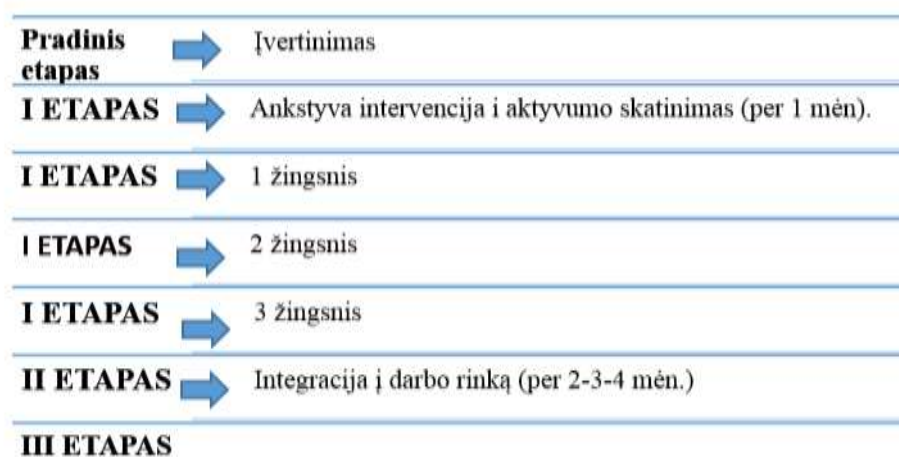 Pradinis etapas Įvertinimas
I ETAPAS Ankstyva intervencija i aktyvumo skatinimas (per 1 mėn).
I ETAPAS 1 žingsnis
I ETAPAS 2 žingsnis
I ETAPAS 3 žingsnis
II ETAPAS Integracija į darbo rinką (per 2-3-4 mėn.)
III ETAPAS